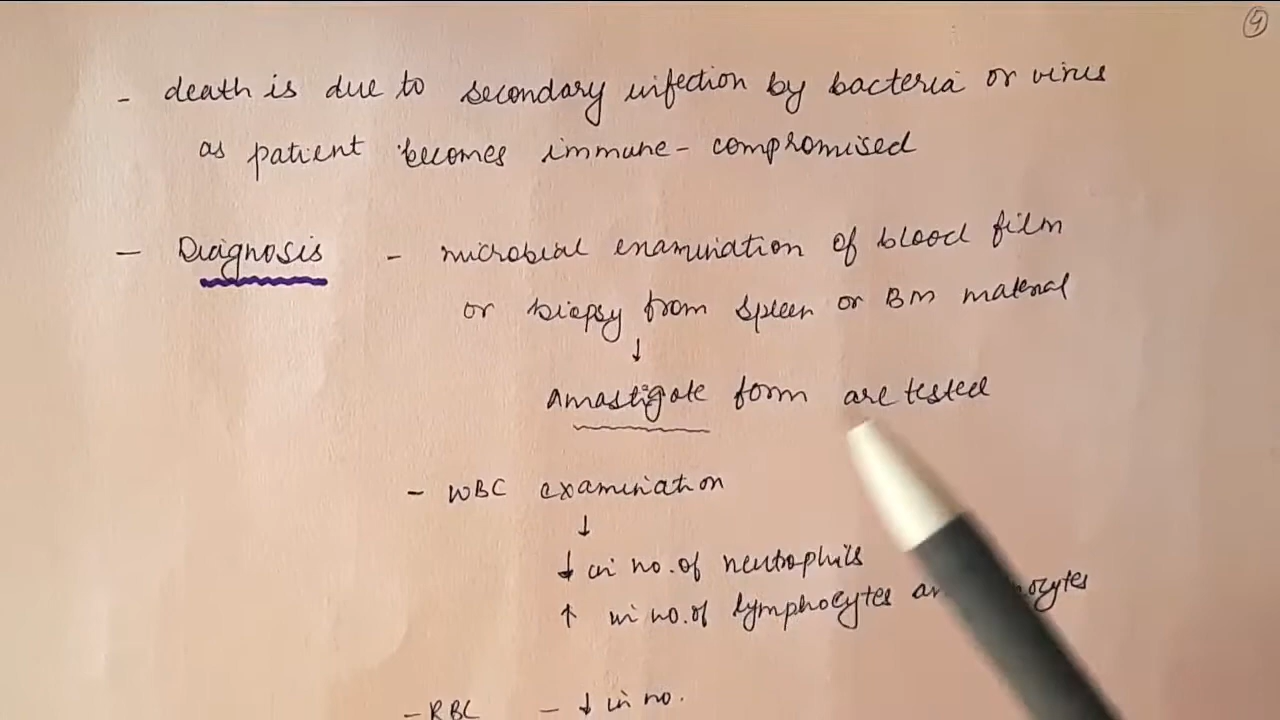 9
- death is due to secondary infection by bacteria or virus
as patient becomes immune- compromised
- Diagnosis - microbial enamination of blood film
or biopsy from spleen or BM material
↓
Amastigote form are tested
- WBC examination
↓
↓ in no. of neutrophils
↑ in no. of lymphocytes
- RBC - ↓ in no.